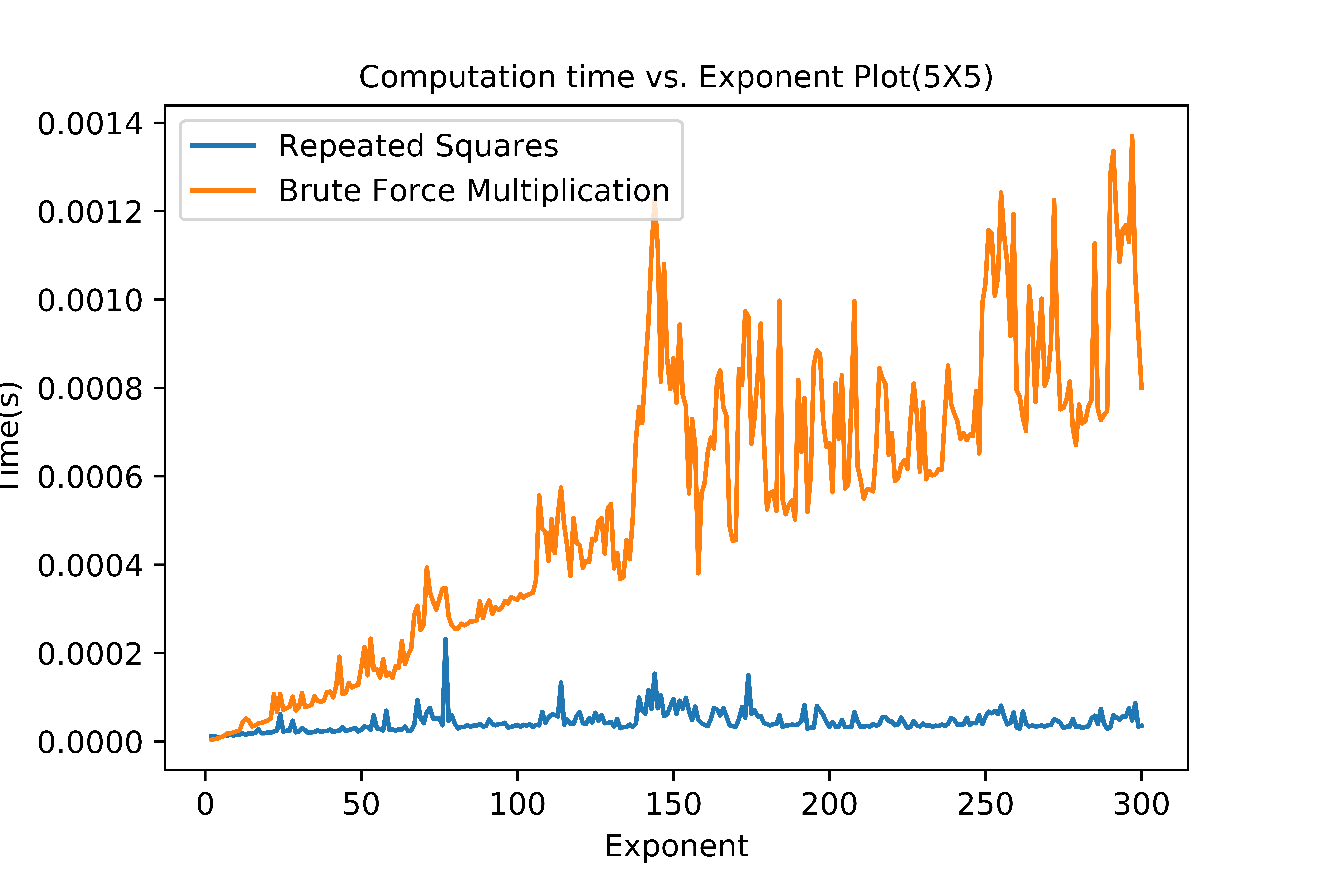 Computation time vs. Exponent Plot(5X5)
Repeated Squares
Brute Force Multiplication
0.0014
0.0012
0.0010
0.0008
0.0006
0.0004
0.0002
0.0000
Time(s)
0 50 100 150 200 250 300
Exponent